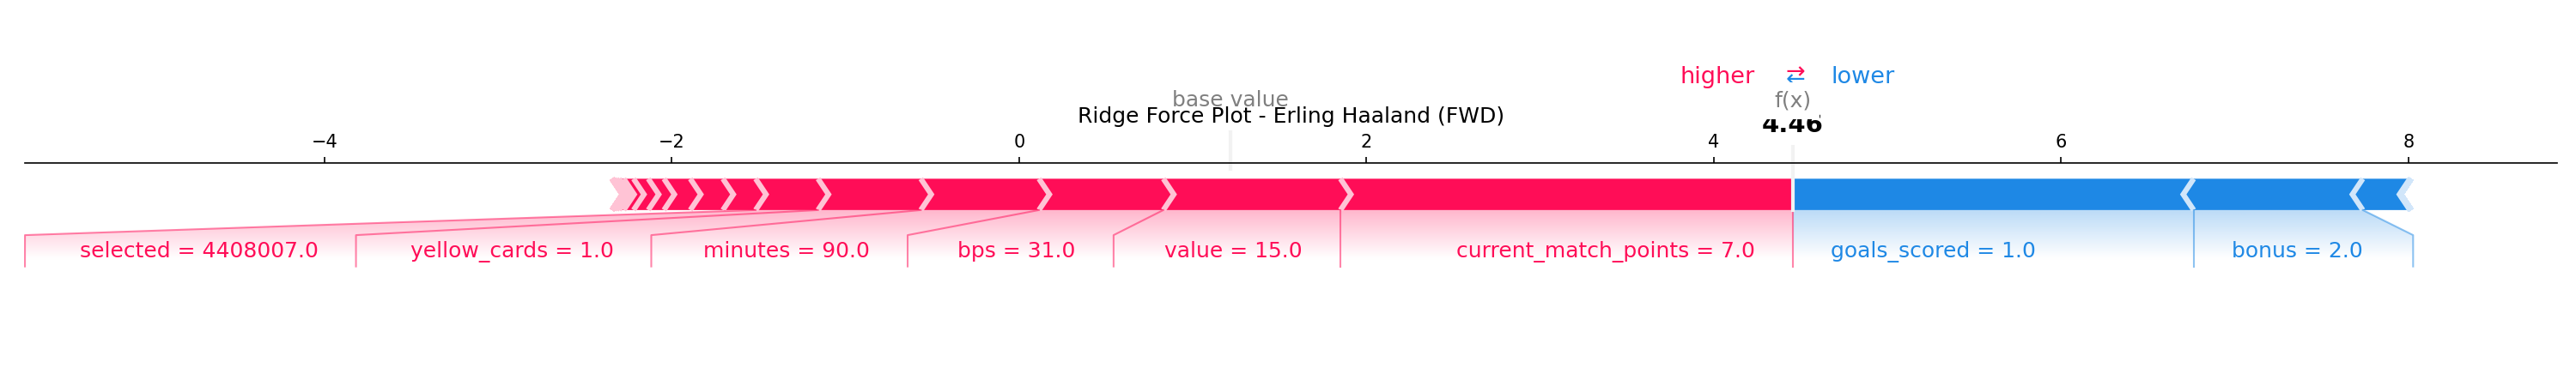 higher ⇄ lower
base value f(x)
Ridge Force Plot - Erling Haaland (FWD)
4.46
−4 −2 0 2 4 6 8
selected = 4408007.0 yellow_cards = 1.0 minutes = 90.0 bps = 31.0 value = 15.0 current_match_points = 7.0 goals_scored = 1.0 bonus = 2.0